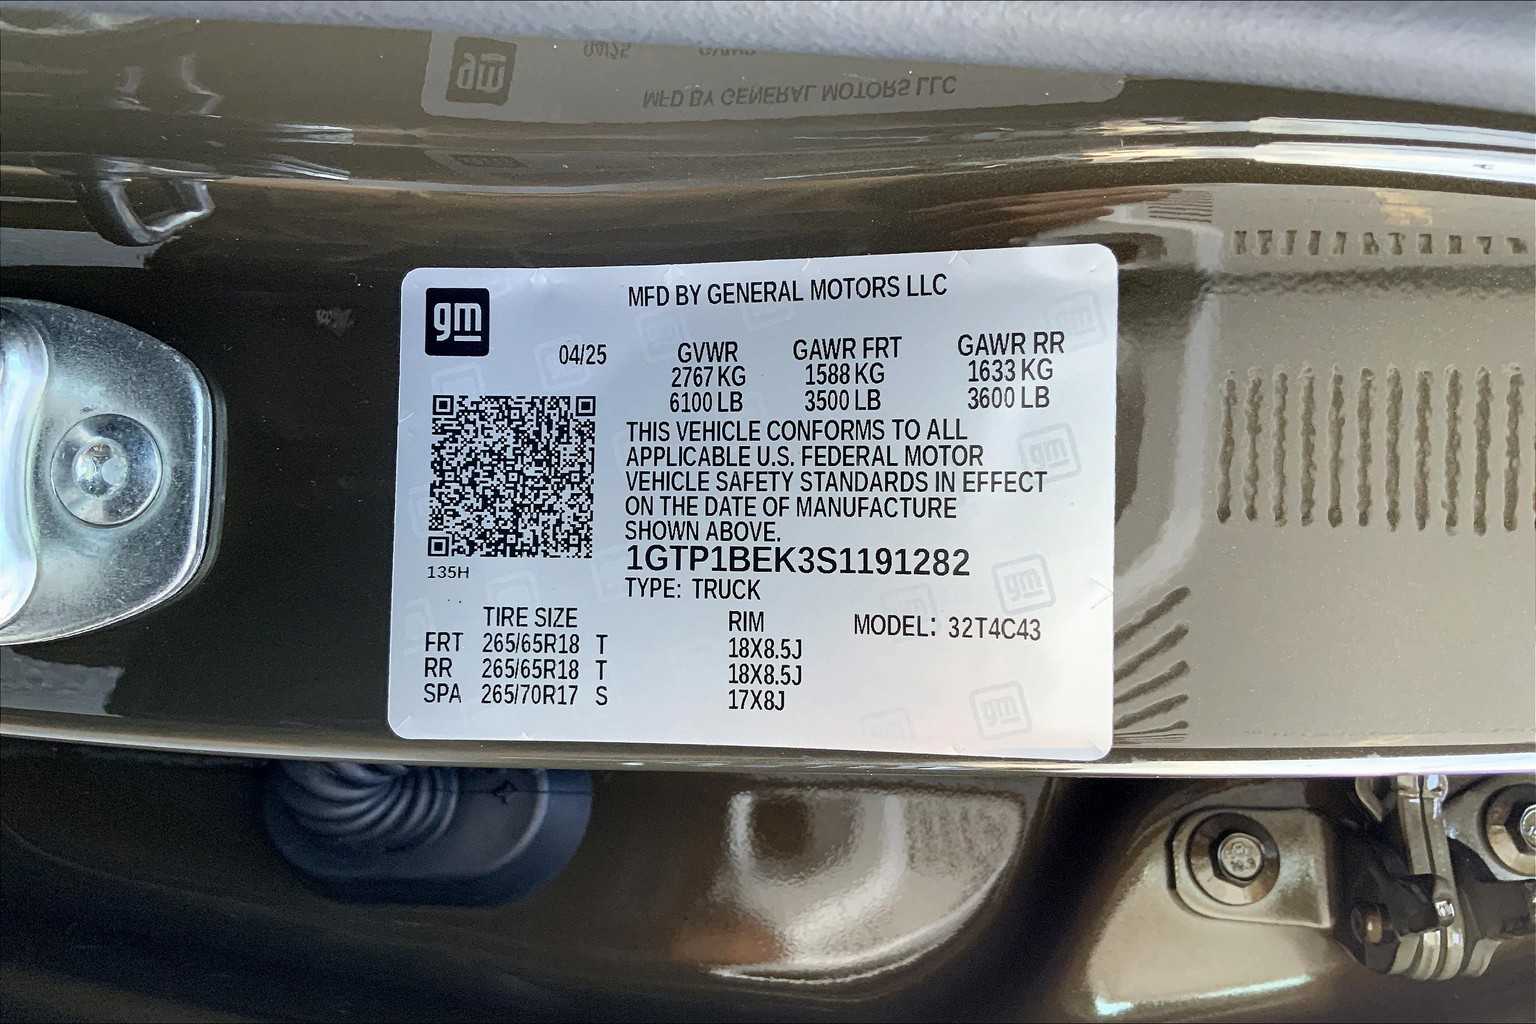 gm
MFD BY GENERAL MOTORS LLC
04/25 GVWR GAWR FRT GAWR RR
2767 KG 1588 KG 1633 KG
6100 LB 3500 LB 3600 LB
THIS VEHICLE CONFORMS TO ALL
APPLICABLE U.S. FEDERAL MOTOR
VEHICLE SAFETY STANDARDS IN EFFECT
ON THE DATE OF MANUFACTURE
SHOWN ABOVE.
1GTP1BEK3S1191282
135H
TYPE: TRUCK
TIRE SIZE RIM MODEL: 32T4C43
FRT 265/65R18 T 18X8.5J
RR 265/65R18 T 18X8.5J
SPA 265/70R17 S 17X8J